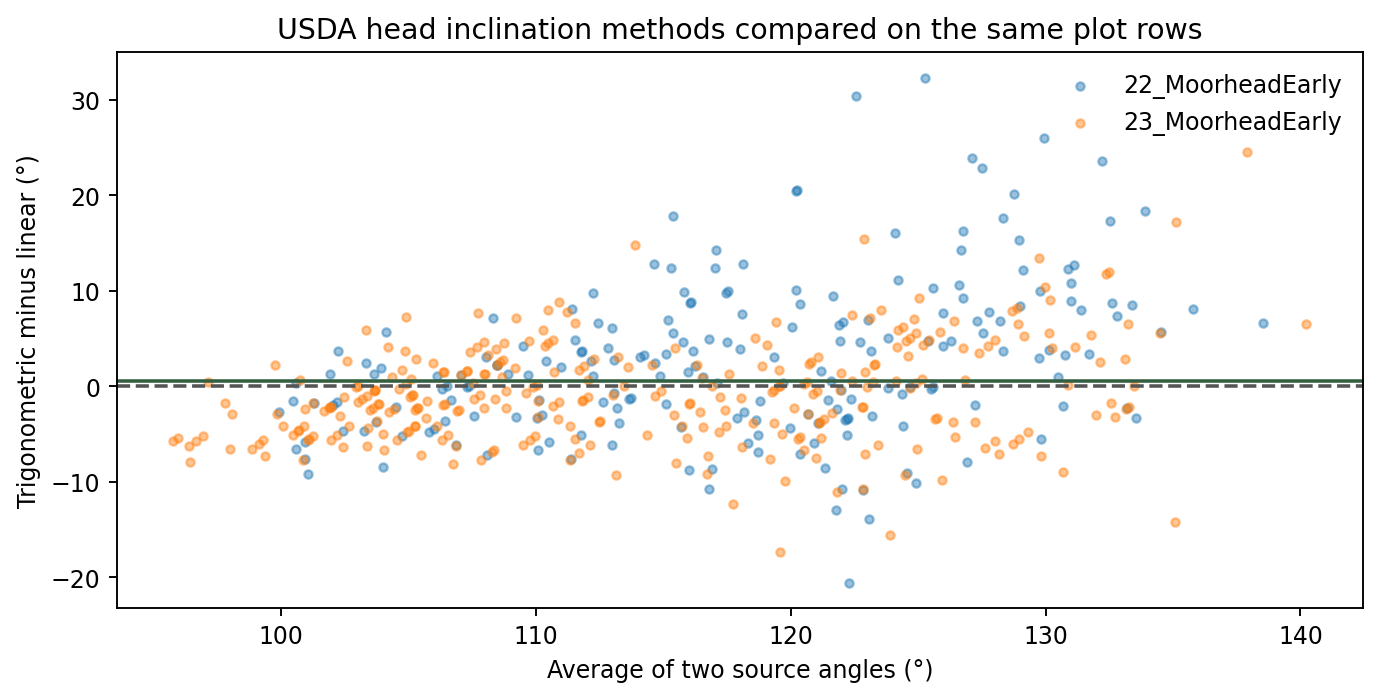 USDA head inclination methods compared on the same plot rows
22_MoorheadEarly
23_MoorheadEarly
Trigonometric minus linear (°)
30
20
10
0
−10
−20
100
110
120
130
140
Average of two source angles (°)